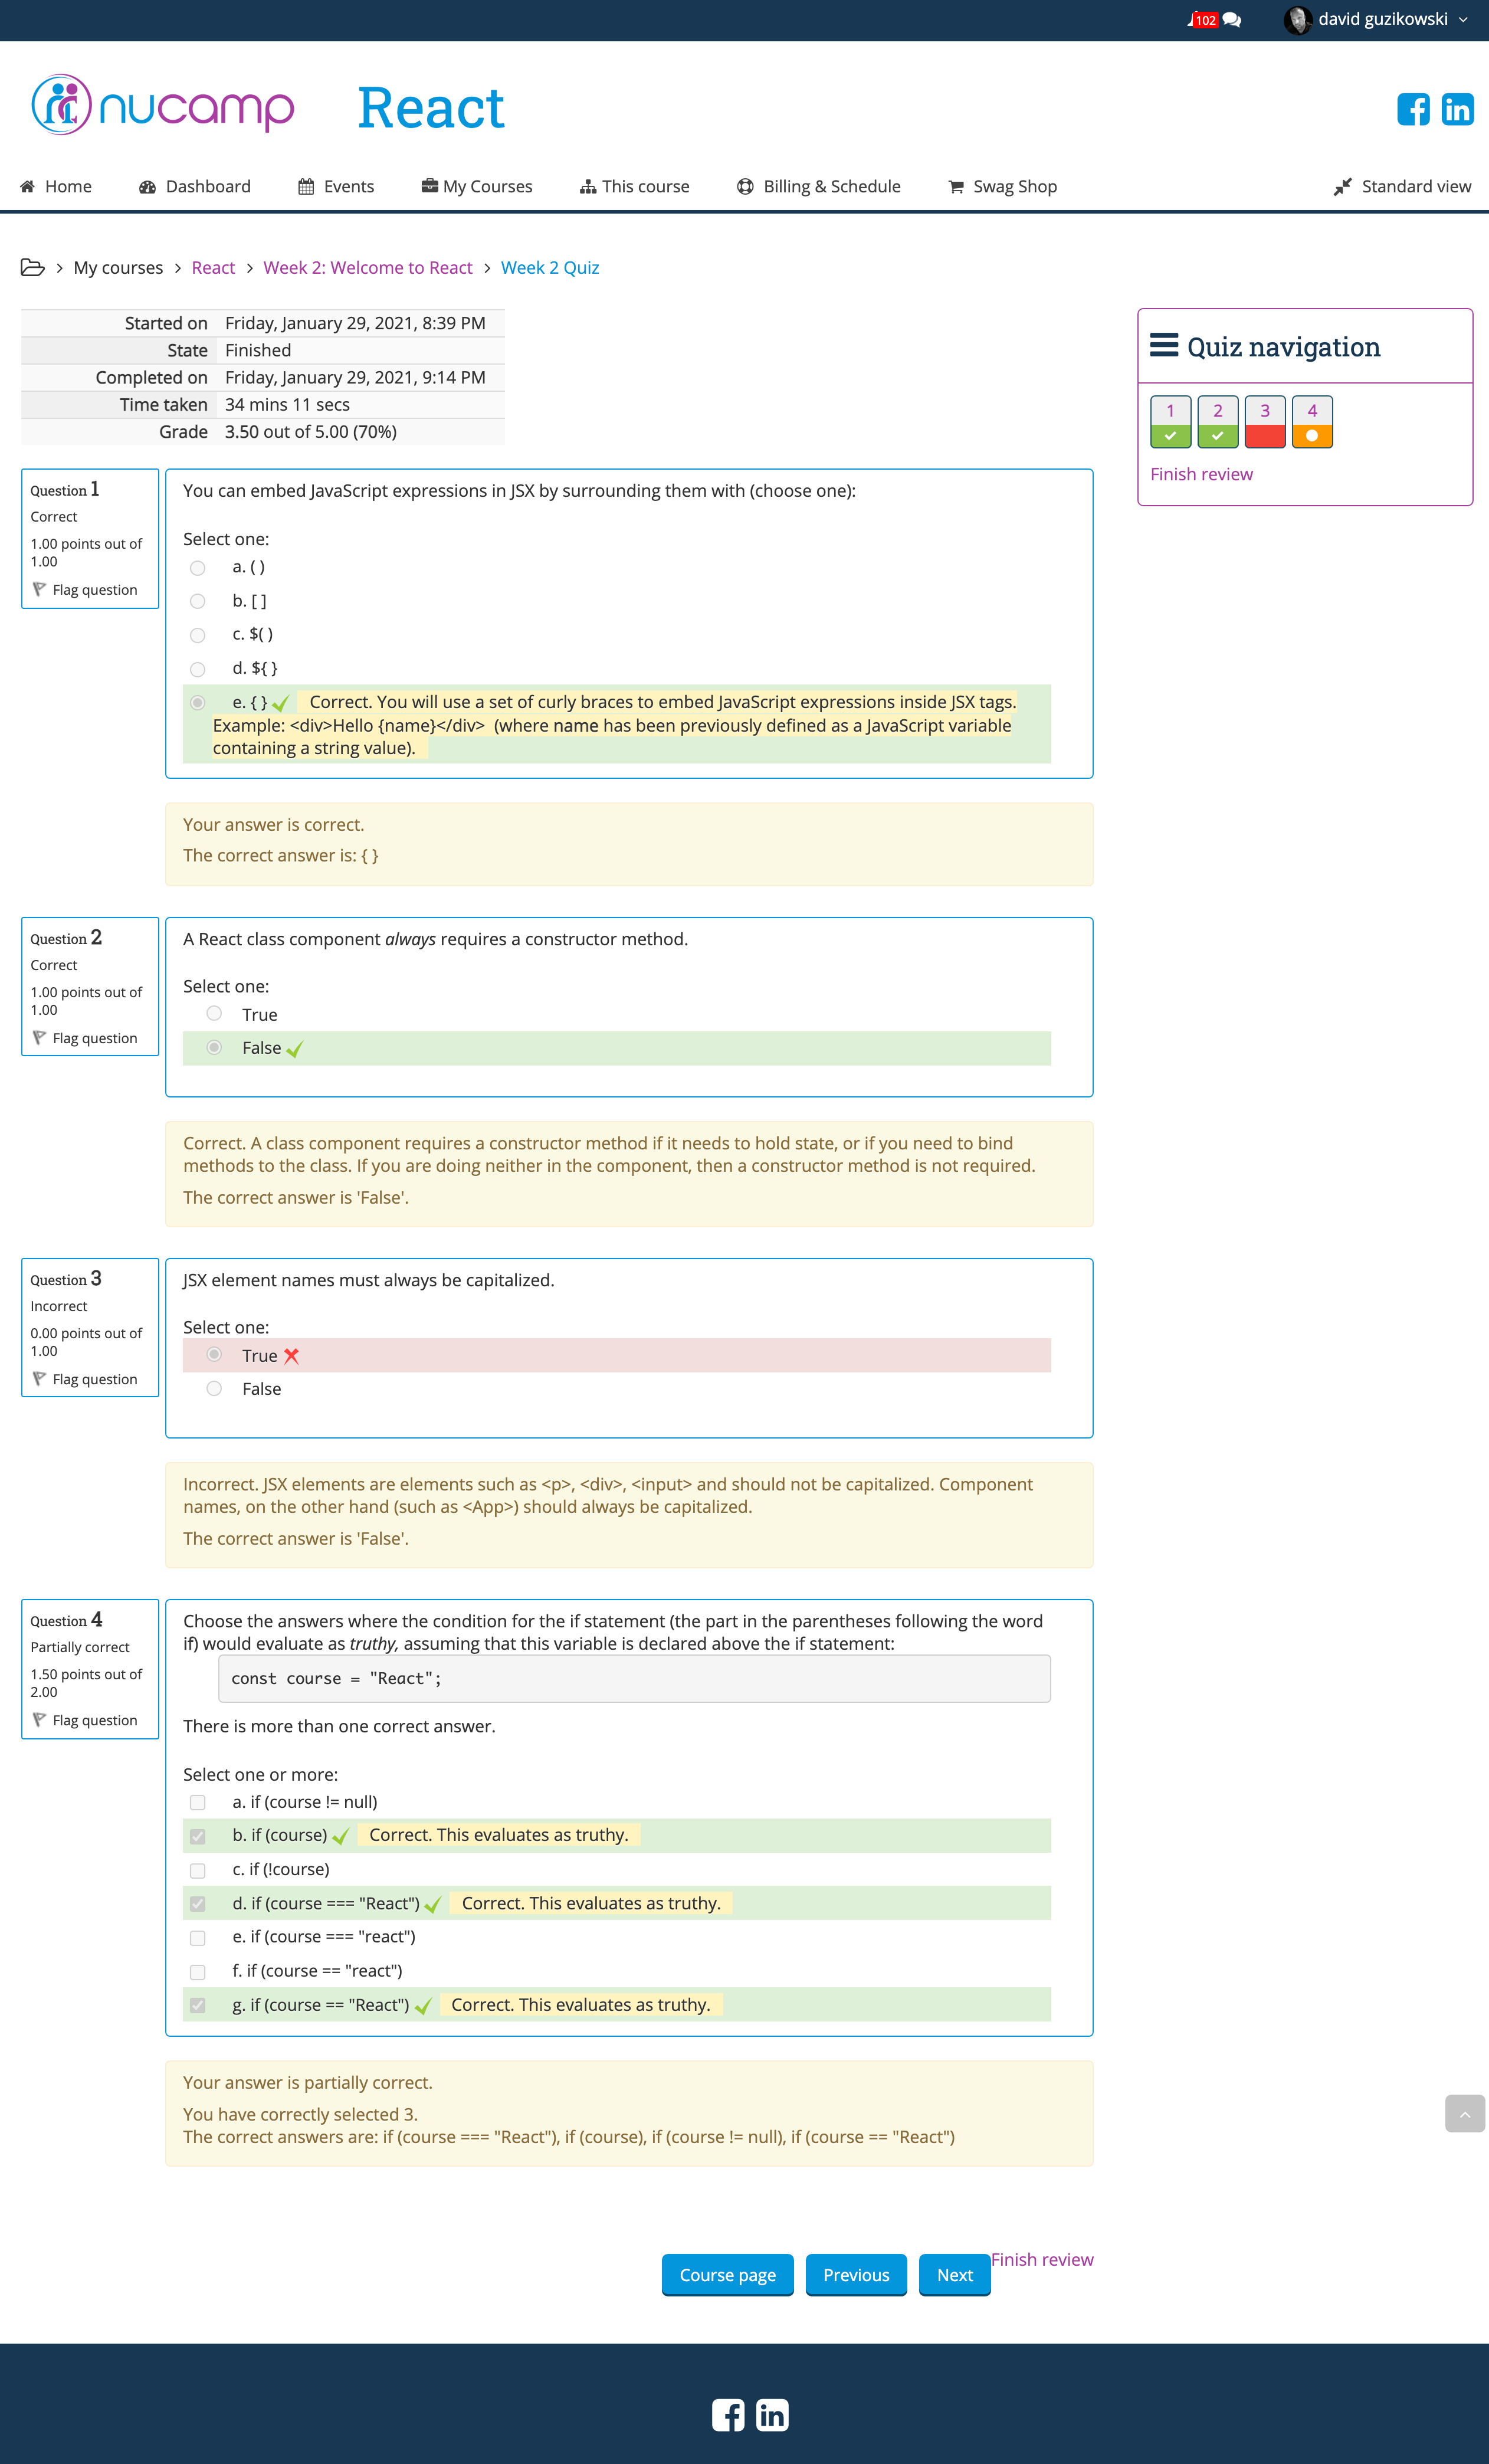 102
david guzikowski
nucamp
React
Home
Dashboard
Events
My Courses
This course
Billing & Schedule
Swag Shop
Standard view
My courses > React > Week 2: Welcome to React > Week 2 Quiz
Started on Friday, January 29, 2021, 8:39 PM
State Finished
Completed on Friday, January 29, 2021, 9:14 PM
Time taken 34 mins 11 secs
Grade 3.50 out of 5.00 (70%)
Quiz navigation
1 2 3 4
Finish review
Question 1
Correct
1.00 points out of
1.00
Flag question
You can embed JavaScript expressions in JSX by surrounding them with (choose one):
Select one:
a. ( )
b. [ ]
c. $( )
d. ${ }
e. { } Correct. You will use a set of curly braces to embed JavaScript expressions inside JSX tags.
Example: <div>Hello {name}</div> (where name has been previously defined as a JavaScript variable
containing a string value).
Your answer is correct.
The correct answer is: { }
Question 2
Correct
1.00 points out of
1.00
Flag question
A React class component always requires a constructor method.
Select one:
True
False
Correct. A class component requires a constructor method if it needs to hold state, or if you need to bind
methods to the class. If you are doing neither in the component, then a constructor method is not required.
The correct answer is 'False'.
Question 3
Incorrect
0.00 points out of
1.00
Flag question
JSX element names must always be capitalized.
Select one:
True
False
Incorrect. JSX elements are elements such as <p>, <div>, <input> and should not be capitalized. Component
names, on the other hand (such as <App>) should always be capitalized.
The correct answer is 'False'.
Question 4
Partially correct
1.50 points out of
2.00
Flag question
Choose the answers where the condition for the if statement (the part in the parentheses following the word
if) would evaluate as truthy, assuming that this variable is declared above the if statement:
const course = "React";
There is more than one correct answer.
Select one or more:
a. if (course != null)
b. if (course) Correct. This evaluates as truthy.
c. if (!course)
d. if (course === "React") Correct. This evaluates as truthy.
e. if (course === "react")
f. if (course == "react")
g. if (course == "React") Correct. This evaluates as truthy.
Your answer is partially correct.
You have correctly selected 3.
The correct answers are: if (course === "React"), if (course), if (course != null), if (course == "React")
Course page
Previous
Next
Finish review